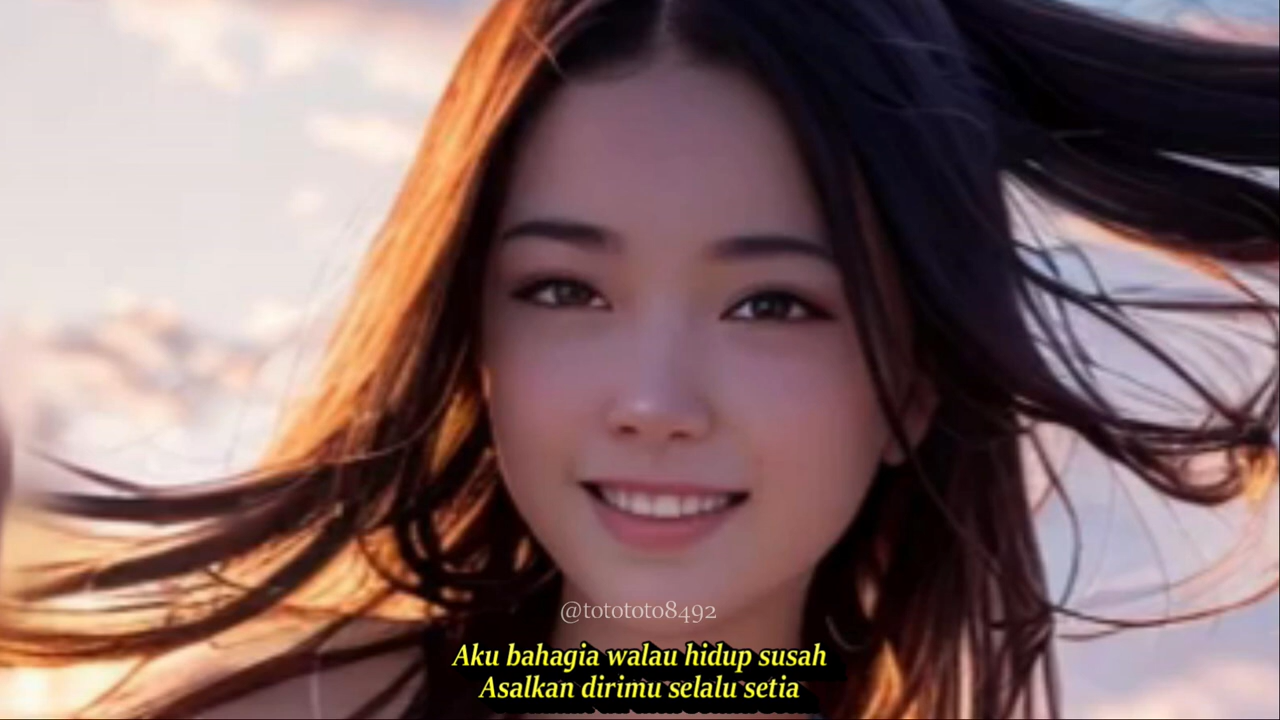 @totototo8492
Aku bahagia walau hidup susah
Asalkan dirimu selalu setia